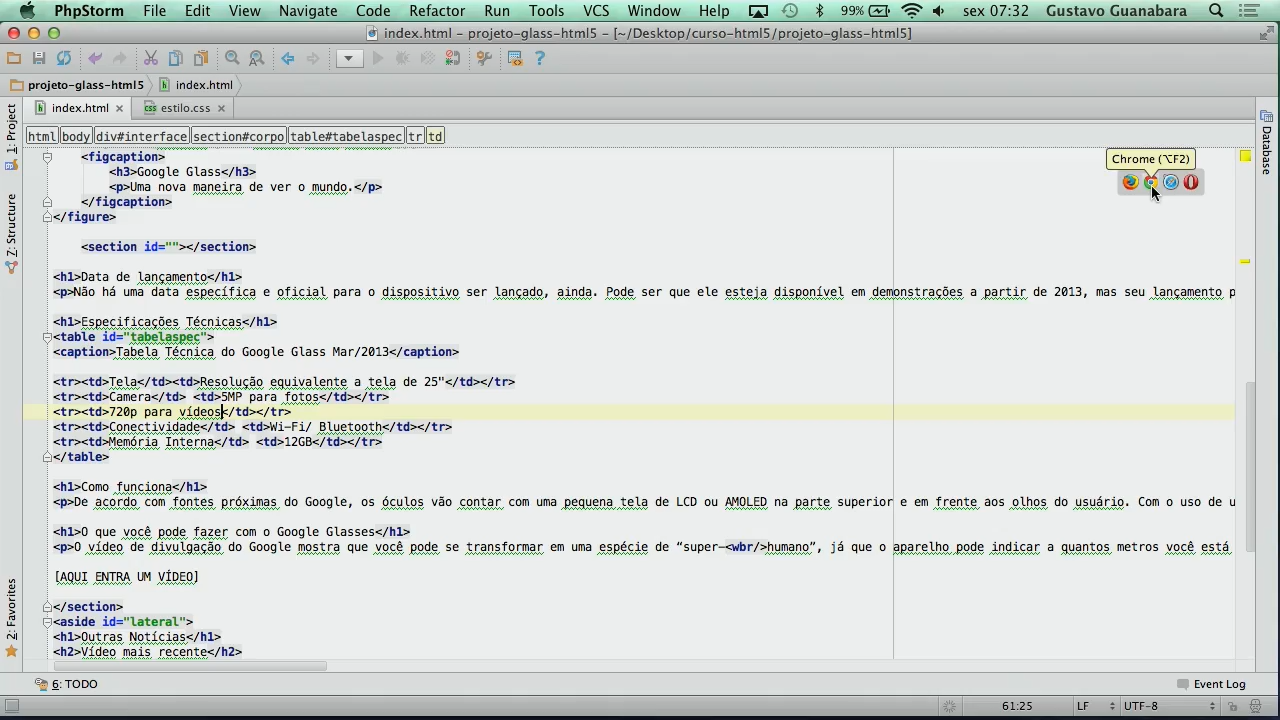 PhpStorm File Edit View Navigate Code Refactor Run Tools VCS Window Help 99% sex 07:32 Gustavo Guanabara
index.html - projeto-glass-html5 - [~/Desktop/curso-html5/projeto-glass-html5]
projeto-glass-html5 index.html
index.html estilo.css
html body div#interface section#corpo table#tabelaspec tr td
1: Project
Z: Structure
2: Favorites
Database
Chrome (⌥F2)
<figcaption>
<h3>Google Glass</h3>
<p>Uma nova maneira de ver o mundo.</p>
</figcaption>
</figure>
<section id=""></section>
<h1>Data de lançamento</h1>
<p>Não há uma data específica e oficial para o dispositivo ser lançado, ainda. Pode ser que ele esteja disponível em demonstrações a partir de 2013, mas seu lançamento p
<h1>Especificações Técnicas</h1>
<table id="tabelaspec">
<caption>Tabela Técnica do Google Glass Mar/2013</caption>
<tr><td>Tela</td><td>Resolução equivalente a tela de 25"</td></tr>
<tr><td>Camera</td> <td>5MP para fotos</td></tr>
<tr><td>720p para vídeos</td></tr>
<tr><td>Conectividade</td> <td>Wi-Fi/ Bluetooth</td></tr>
<tr><td>Memória Interna</td> <td>12GB</td></tr>
</table>
<h1>Como funciona</h1>
<p>De acordo com fontes próximas do Google, os óculos vão contar com uma pequena tela de LCD ou AMOLED na parte superior e em frente aos olhos do usuário. Com o uso de u
<h1>O que você pode fazer com o Google Glasses</h1>
<p>O vídeo de divulgação do Google mostra que você pode se transformar em uma espécie de “super-<wbr/>humano”, já que o aparelho pode indicar a quantos metros você está
[AQUI ENTRA UM VÍDEO]
</section>
<aside id="lateral">
<h1>Outras Notícias</h1>
<h2>Vídeo mais recente</h2>
6: TODO Event Log
61:25 LF UTF-8